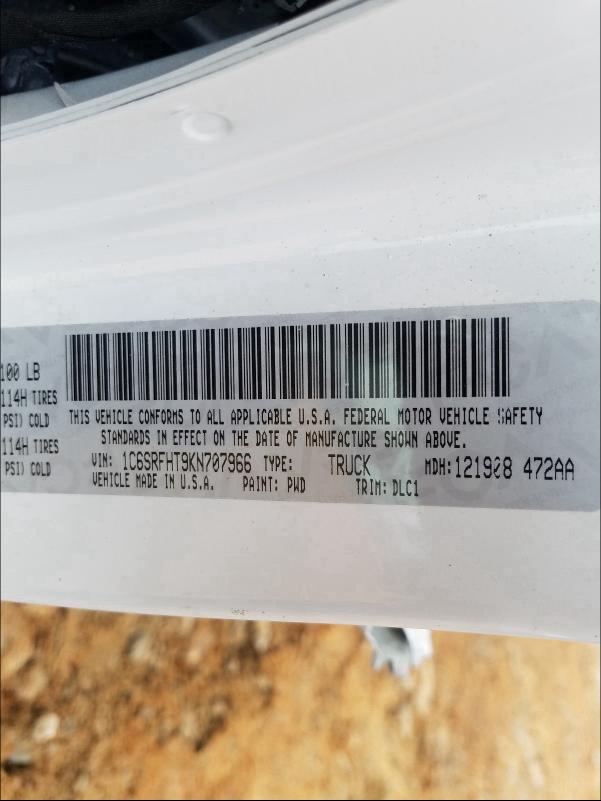 100 LB
114H TIRES
PSI) COLD
114H TIRES
PSI) COLD
THIS VEHICLE CONFORMS TO ALL APPLICABLE U.S.A. FEDERAL MOTOR VEHICLE SAFETY
STANDARDS IN EFFECT ON THE DATE OF MANUFACTURE SHOWN ABOVE.
VIN: 1C6SRFHT9KN707966 TYPE: TRUCK MDH: 121908 472AA
VEHICLE MADE IN U.S.A. PAINT: PWD TRIM: DLC1